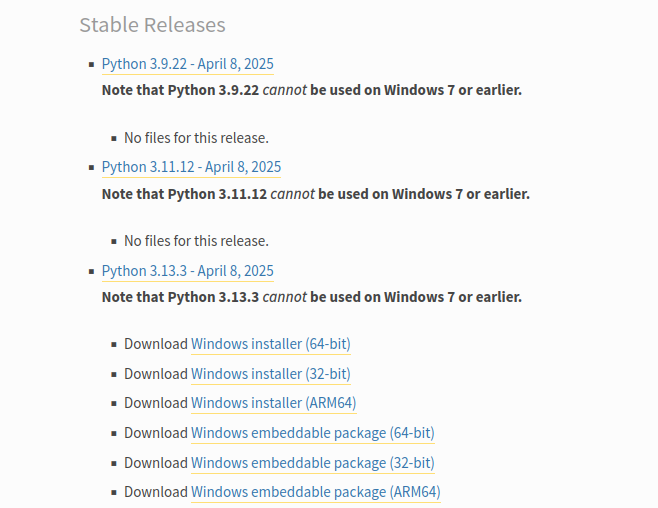 Stable Releases
Python 3.9.22 - April 8, 2025
Note that Python 3.9.22 cannot be used on Windows 7 or earlier.
No files for this release.
Python 3.11.12 - April 8, 2025
Note that Python 3.11.12 cannot be used on Windows 7 or earlier.
No files for this release.
Python 3.13.3 - April 8, 2025
Note that Python 3.13.3 cannot be used on Windows 7 or earlier.
Download Windows installer (64-bit)
Download Windows installer (32-bit)
Download Windows installer (ARM64)
Download Windows embeddable package (64-bit)
Download Windows embeddable package (32-bit)
Download Windows embeddable package (ARM64)